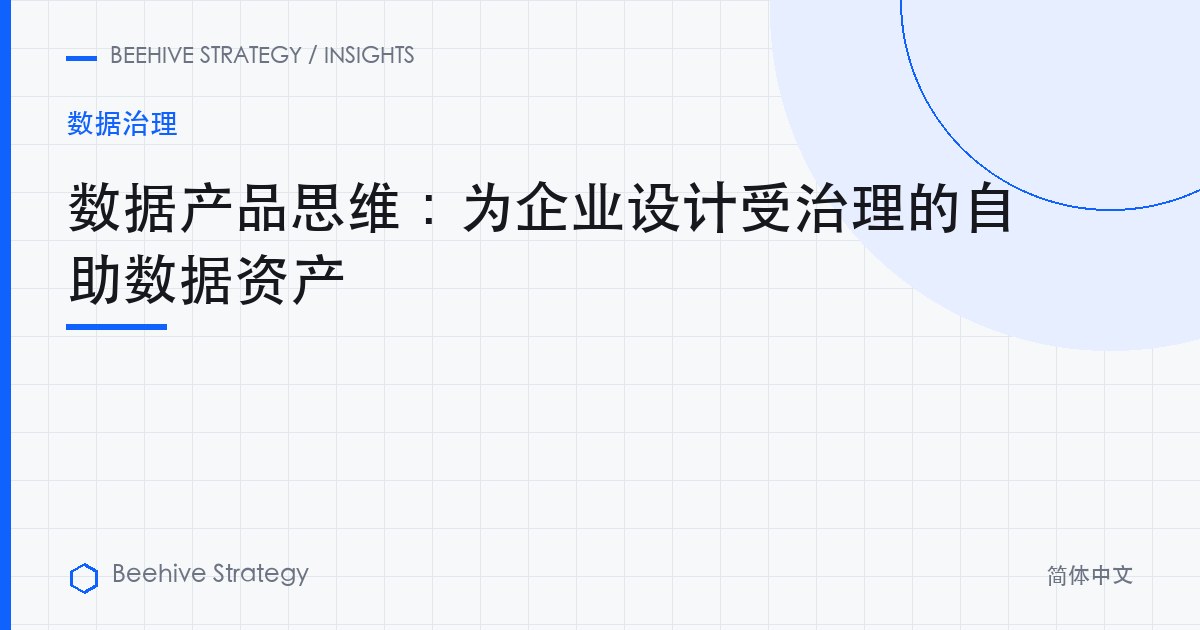 BEEHIVE STRATEGY / INSIGHTS
数据治理
数据产品思维：为企业设计受治理的自
助数据资产
Beehive Strategy
简体中文